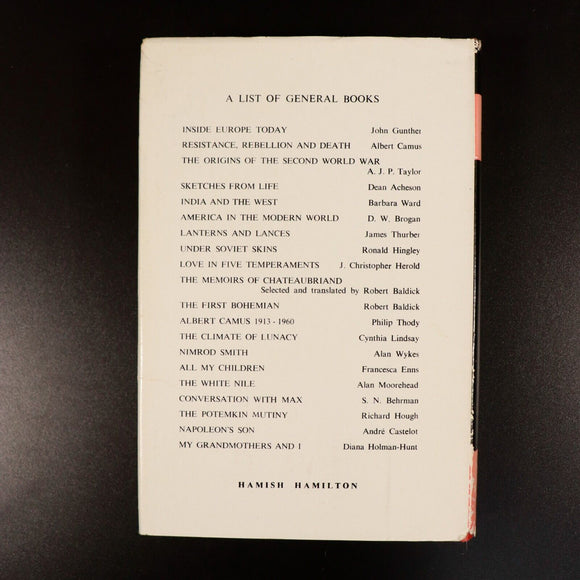 A LIST OF GENERAL BOOKS
INSIDE EUROPE TODAY John Gunther
RESISTANCE, REBELLION AND DEATH Albert Camus
THE ORIGINS OF THE SECOND WORLD WAR
A. J. P. Taylor
SKETCHES FROM LIFE Dean Acheson
INDIA AND THE WEST Barbara Ward
AMERICA IN THE MODERN WORLD D. W. Brogan
LANTERNS AND LANCES James Thurber
UNDER SOVIET SKINS Ronald Hingley
LOVE IN FIVE TEMPERAMENTS J. Christopher Herold
THE MEMOIRS OF CHATEAUBRIAND
Selected and translated by Robert Baldick
THE FIRST BOHEMIAN Robert Baldick
ALBERT CAMUS 1913 - 1960 Philip Thody
THE CLIMATE OF LUNACY Cynthia Lindsay
NIMROD SMITH Alan Wykes
ALL MY CHILDREN Francesca Enns
THE WHITE NILE Alan Moorehead
CONVERSATION WITH MAX S. N. Behrman
THE POTEMKIN MUTINY Richard Hough
NAPOLEON'S SON André Castelot
MY GRANDMOTHERS AND I Diana Holman-Hunt
HAMISH HAMILTON